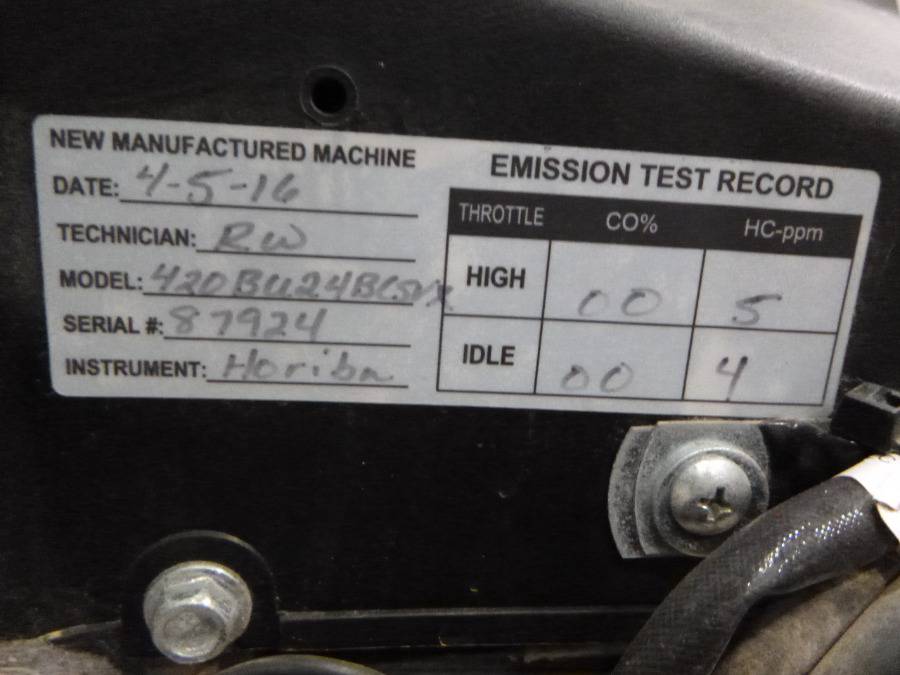 NEW MANUFACTURED MACHINE
DATE: 4-5-16
TECHNICIAN: RW
MODEL:
SERIAL #: 87924
INSTRUMENT: Horiba
EMISSION TEST RECORD
THROTTLE CO% HC-ppm
HIGH 00 5
IDLE 00 4